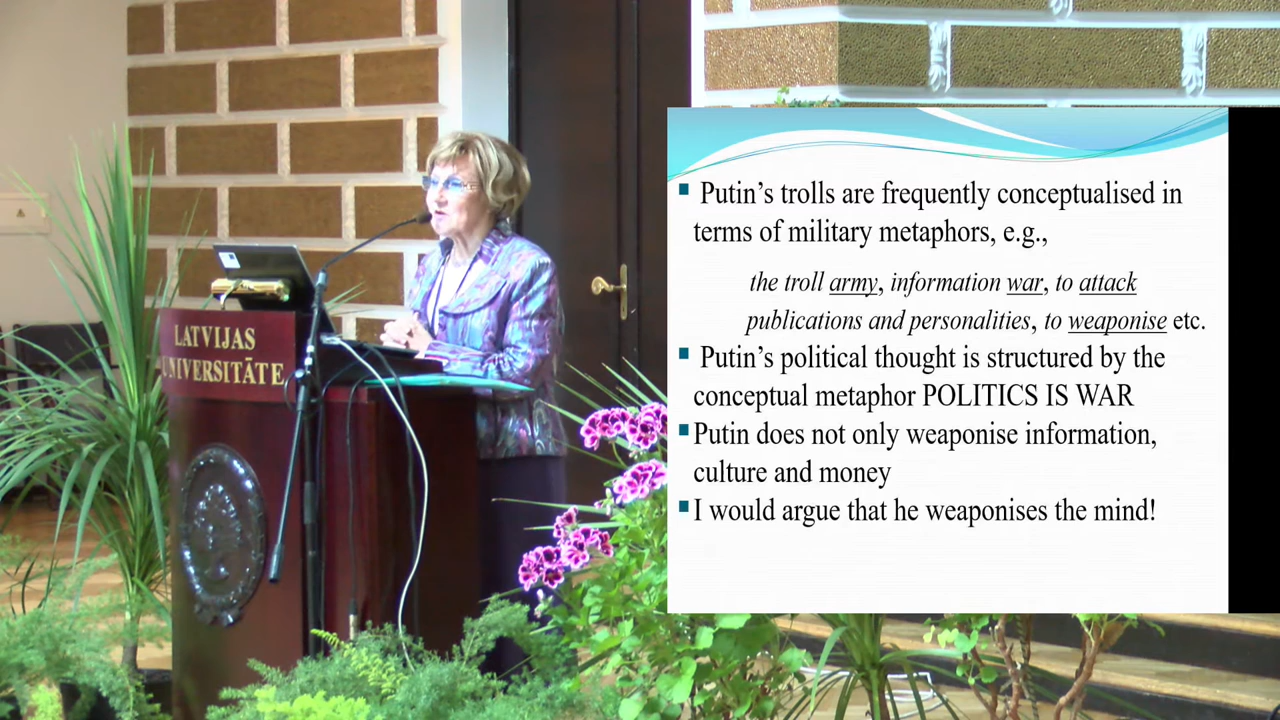 LATVIJAS
UNIVERSITĀTE
Putin's trolls are frequently conceptualised in
terms of military metaphors, e.g.,
the troll army, information war, to attack
publications and personalities, to weaponise etc.
Putin's political thought is structured by the
conceptual metaphor POLITICS IS WAR
Putin does not only weaponise information,
culture and money
I would argue that he weaponises the mind!